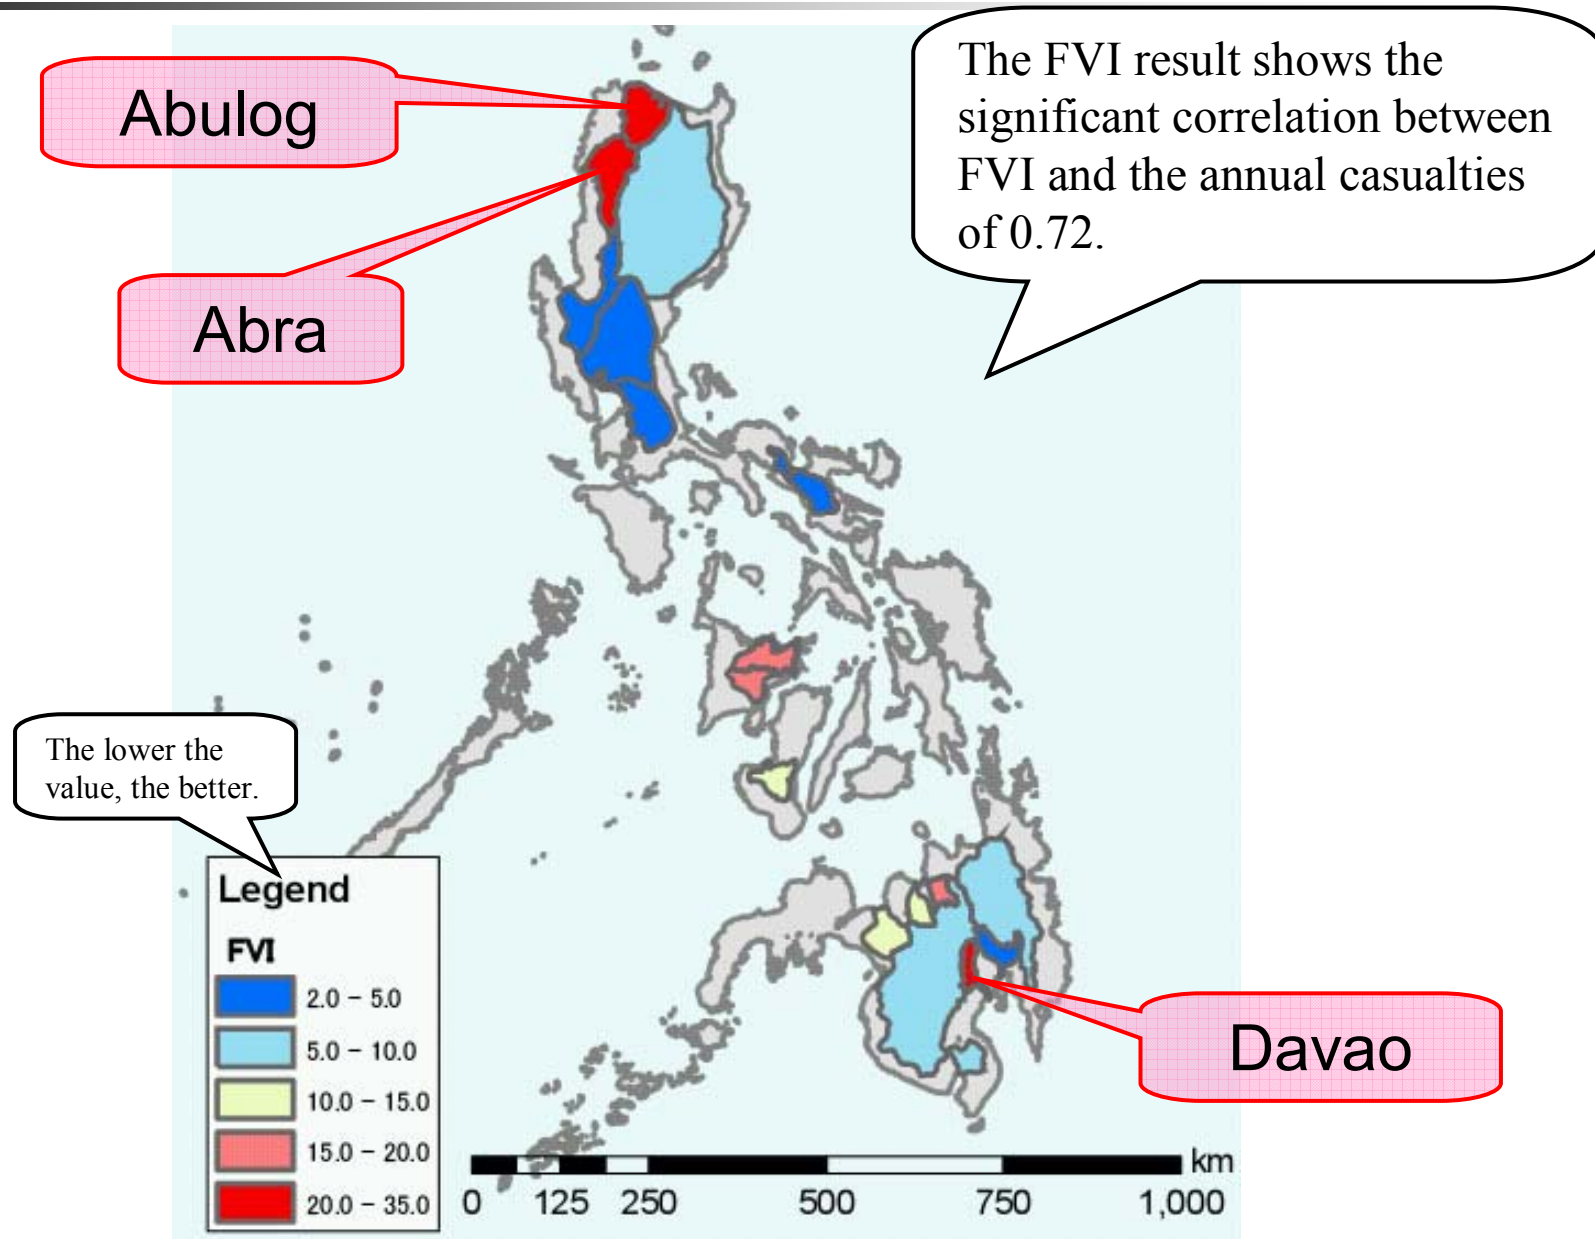 The FVI result shows the
significant correlation between
FVI and the annual casualties
of 0.72.
Abulog
Abra
The lower the
value, the better.
Legend
FVI
2.0 - 5.0
5.0 - 10.0
10.0 - 15.0
15.0 - 20.0
20.0 - 35.0
Davao
km
0 125 250 500 750 1,000